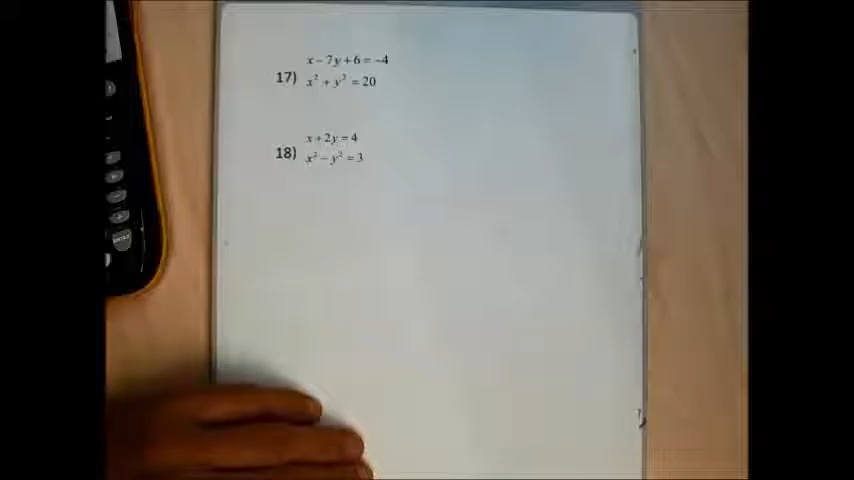 x - 7y + 6 = -4
17) x² + y² = 20
x + 2y = 4
18) x² - y² = 3